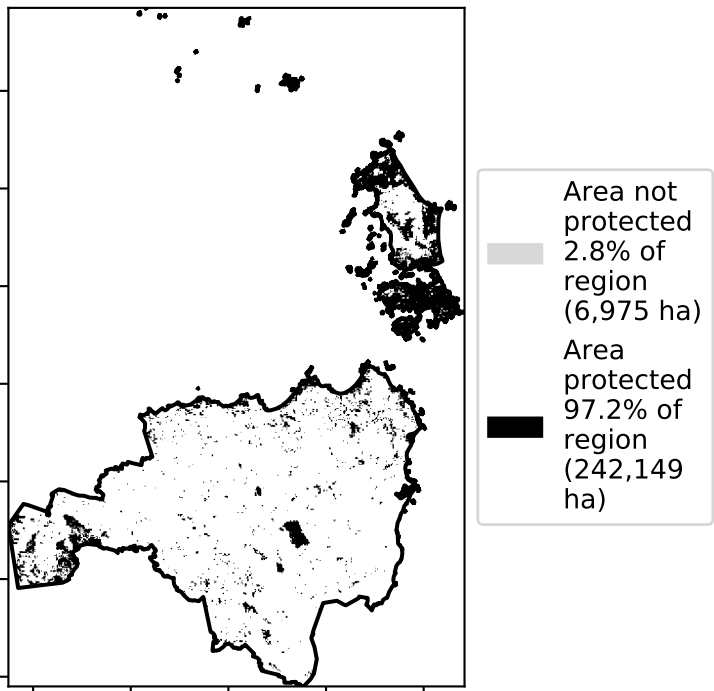 Area not
protected
2.8% of
region
(6,975 ha)
Area
protected
97.2% of
region
(242,149
ha)